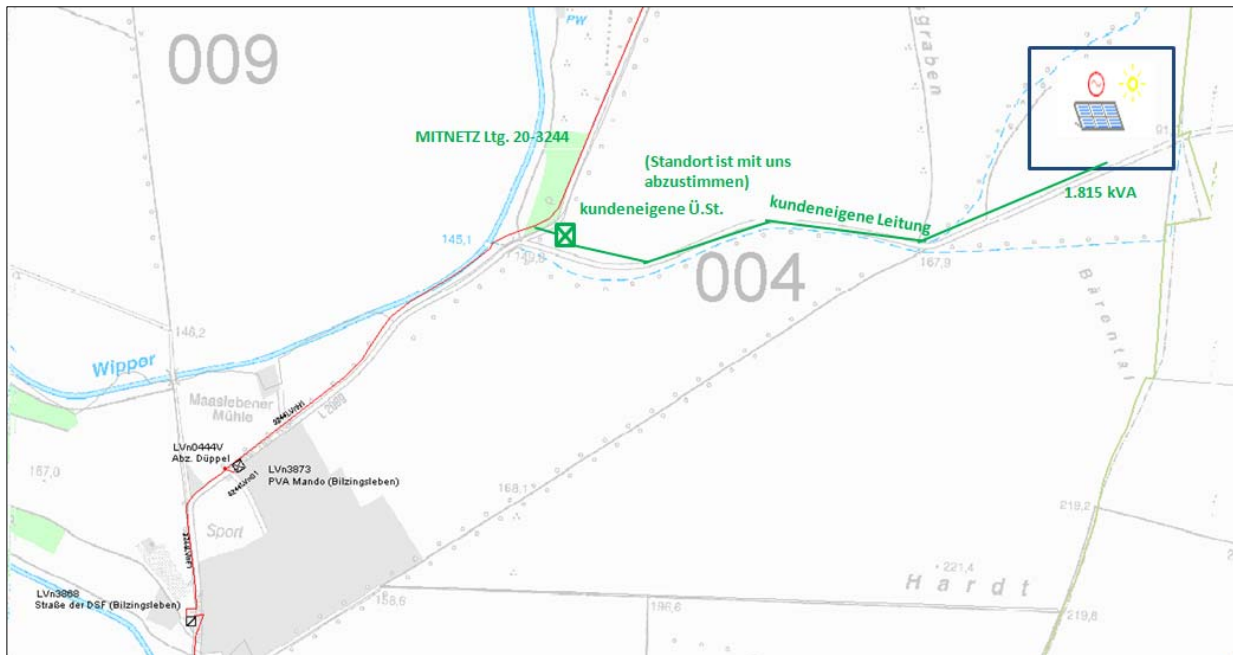 009
PW
graben
MITNETZ Ltg. 20-3244
(Standort ist mit uns
abzustimmen)
kundeneigene Ü.St.
kundeneigene Leitung
1.815 kVA
145,1
004
167,9
Bärental
146,2
Wipper
Maaslebener
Mühle
L 2089
LVn0444V
Abz. Düppel
LVn3873
PVA Mando (Bilzingsleben)
167,0
168,1
Sport
219,2
221,4
Hardt
LVn3868
Straße der DSF (Bilzingsleben)
158,6
196,6
219,8